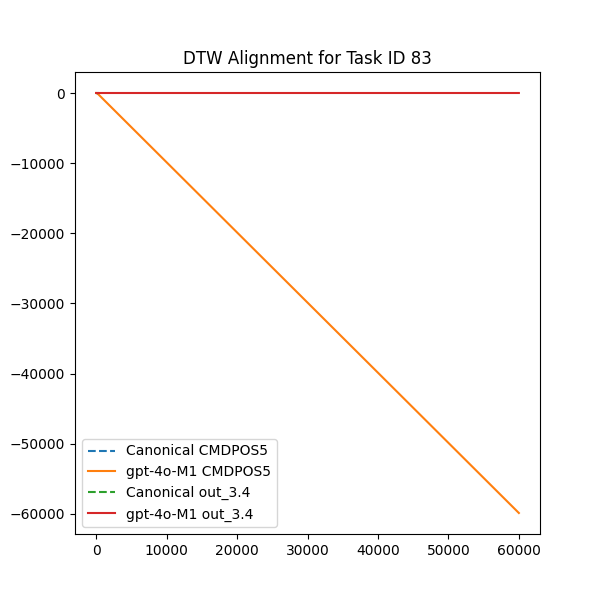 DTW Alignment for Task ID 83
0
−10000
−20000
−30000
−40000
−50000
−60000
Canonical CMDPOS5
gpt-4o-M1 CMDPOS5
Canonical out_3.4
gpt-4o-M1 out_3.4
0 10000 20000 30000 40000 50000 60000